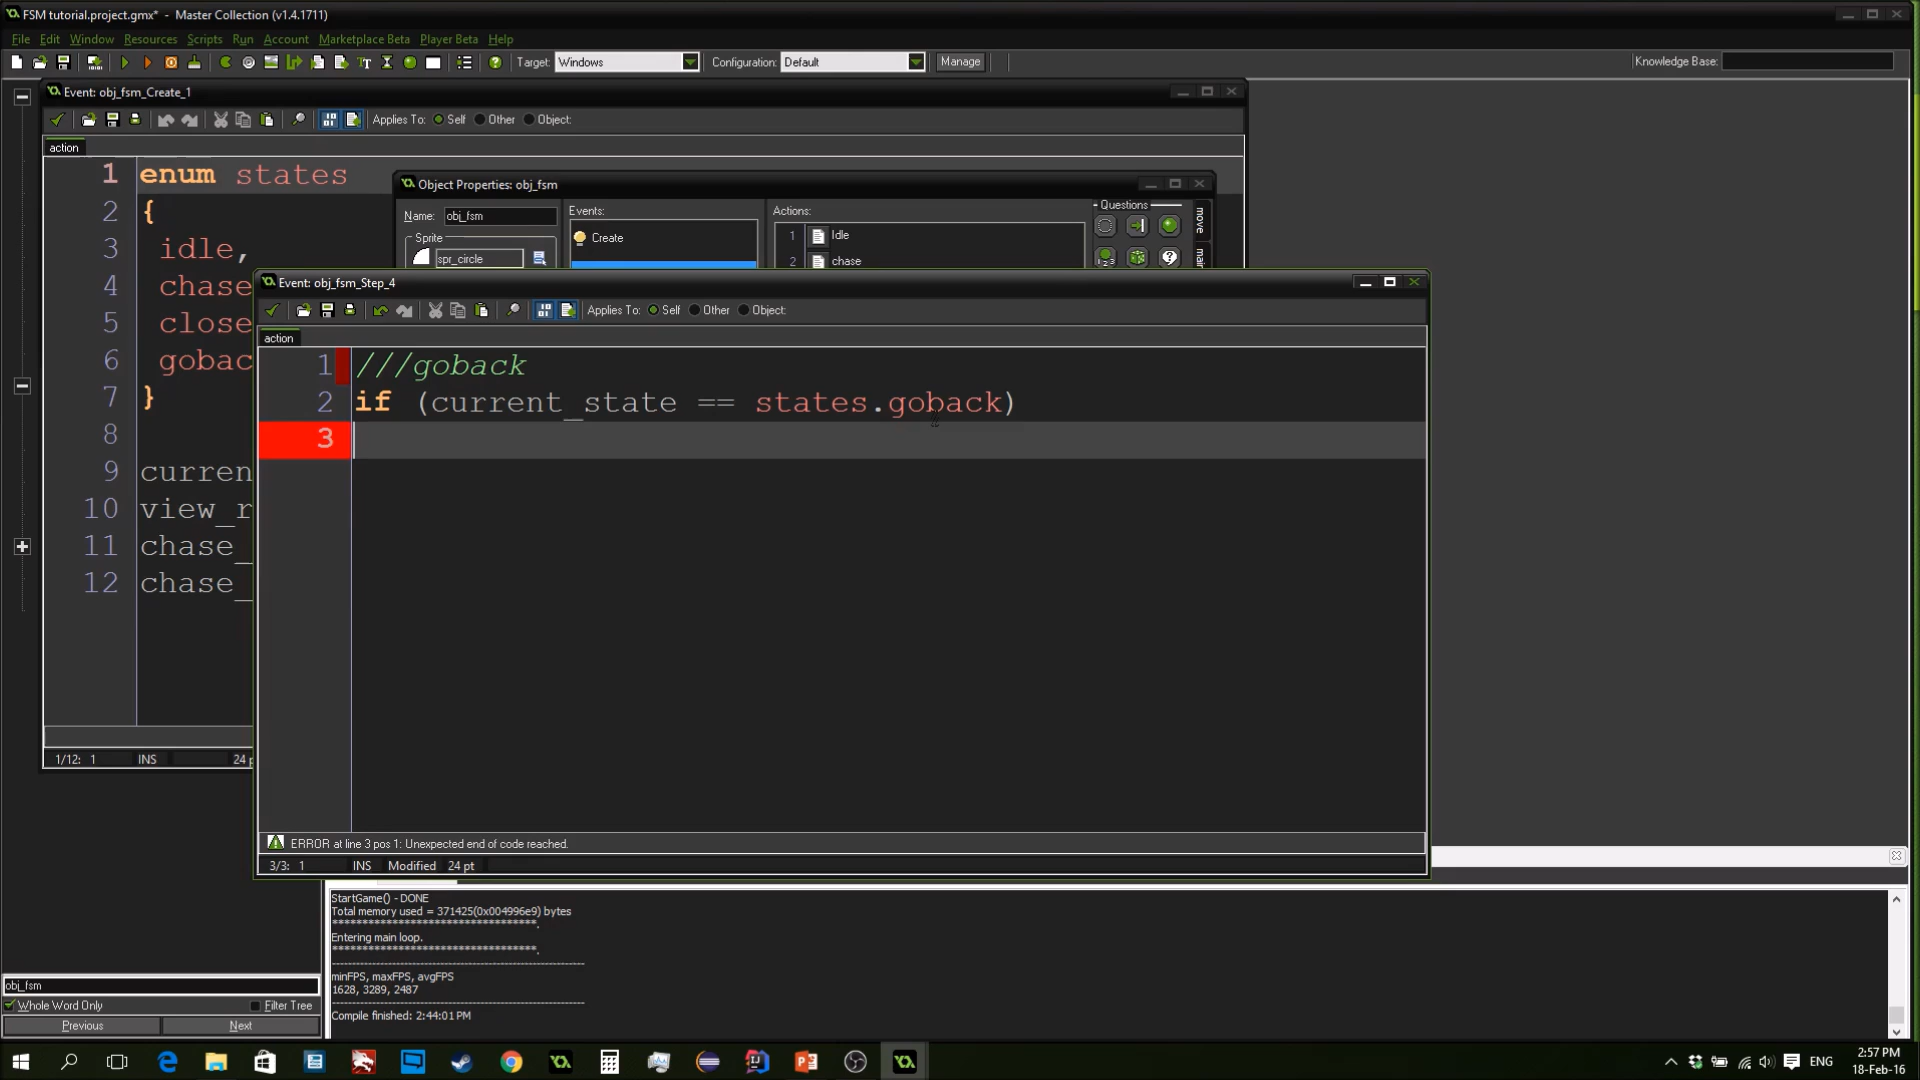 FSM tutorial.project.gmx* - Master Collection (v1.4.1711)
File Edit Window Resources Scripts Run Account Marketplace Beta Player Beta Help
Target: Windows Configuration: Default Manage Knowledge Base:
Event: obj_fsm_Create_1
Applies To: Self Other Object:
action
1 enum states
2 {
3 idle,
4 chase
5 close
6 gobac
7 }
8
9 curren
10 view_r
11 chase_
12 chase_
1/12: 1 INS 24 p
Object Properties: obj_fsm
Name: obj_fsm
Sprite
spr_circle
Events:
Create
Actions:
1 Idle
2 chase
Questions
move
Event: obj_fsm_Step_4
Applies To: Self Other Object:
action
1 ///goback
2 if (current_state == states.goback)
3
ERROR at line 3 pos 1: Unexpected end of code reached.
3/3: 1 INS Modified 24 pt
StartGame() - DONE
Total memory used = 371425(0x004996e9) bytes
**********************************.
Entering main loop.
**********************************.
minFPS, maxFPS, avgFPS
1628, 3289, 2487
Compile finished: 2:44:01 PM
obj_fsm
Whole Word Only Filter Tree
Previous Next
ENG
2:57 PM
18-Feb-16